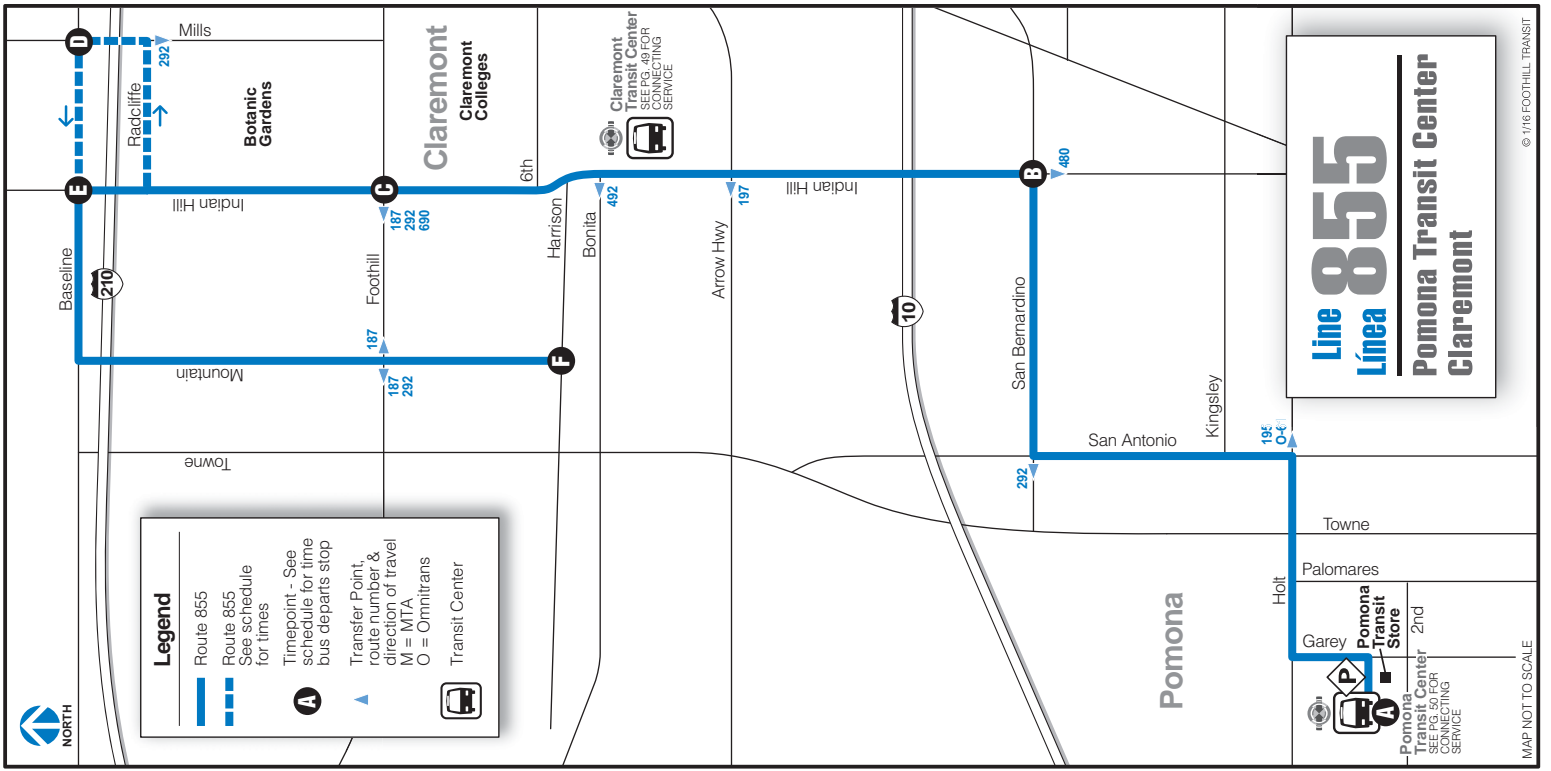 NORTH
Legend
Route 855
Route 855
See schedule
for times
A
Timepoint - See
schedule for time
bus departs stop
Transfer Point,
route number &
direction of travel
M = MTA
O = Omnitrans
Transit Center
D
Mills
292
Radcliffe
E
Baseline
210
Indian Hill
Botanic
Gardens
Claremont
Claremont
Colleges
C
187
292
690
Foothill
187
187
292
Mountain
Towne
F
6th
Harrison
Bonita
492
Claremont
Transit Center
SEE PG. 49 FOR
CONNECTING
SERVICE
Arrow Hwy
197
Indian Hill
10
B
480
San Bernardino
292
San Antonio
Kingsley
Towne
Holt
Palomares
Garey
2nd
Pomona
P
Pomona
Transit
Store
A
Pomona
Transit Center
SEE PG. 50 FOR
CONNECTING
SERVICE
Line 855
Línea 855
Pomona Transit Center
Claremont
MAP NOT TO SCALE
© 1/16 FOOTHILL TRANSIT